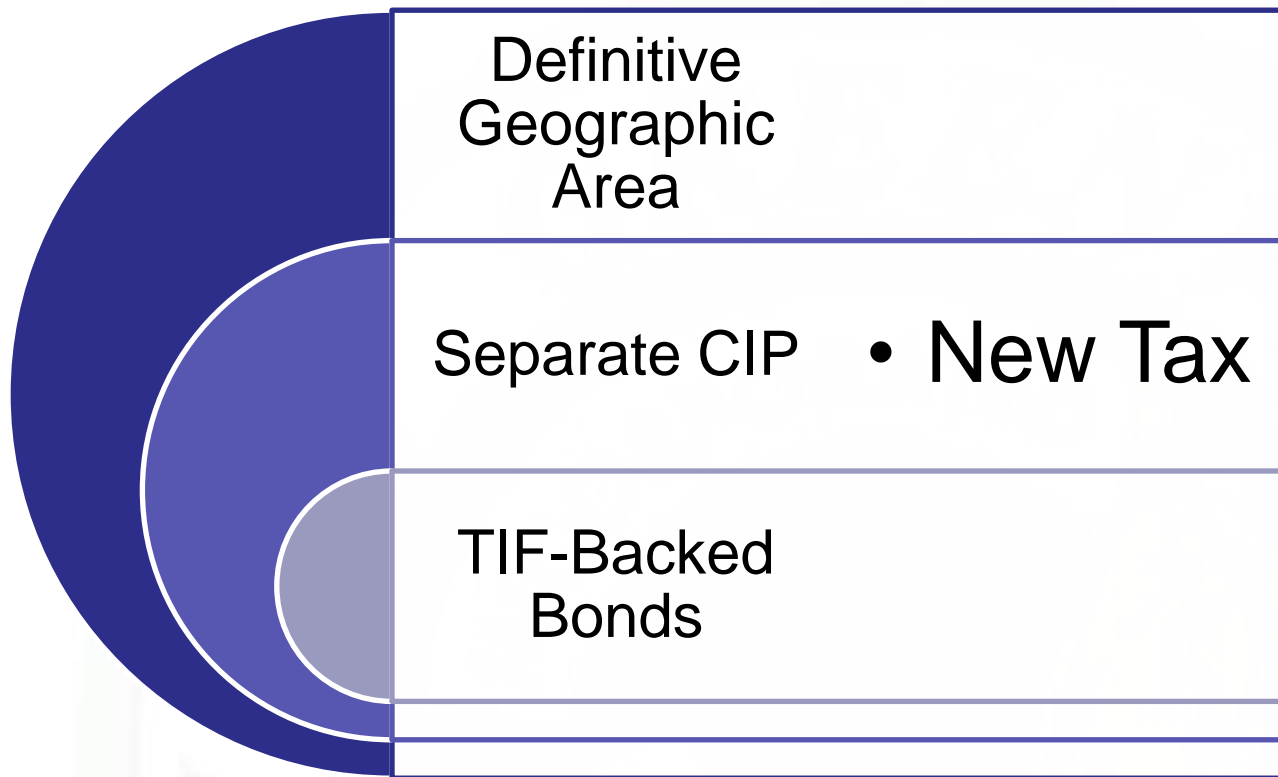 Definitive
Geographic
Area
Separate CIP
• New Tax
TIF-Backed
Bonds